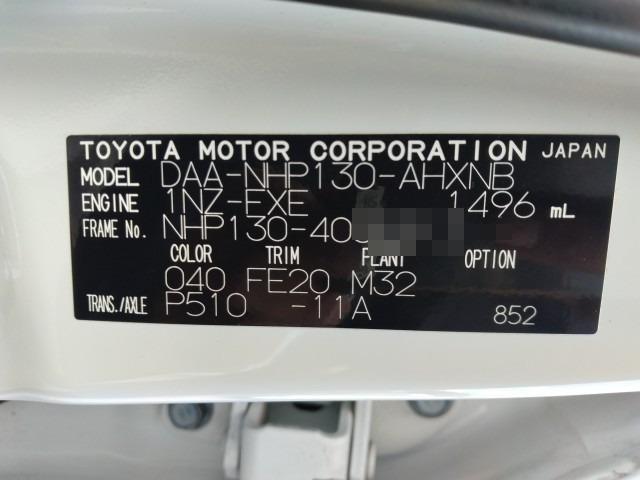 TOYOTA MOTOR CORPORATION JAPAN
MODEL DAA-NHP130-AHXNB
ENGINE 1NZ-FXE 1496 mL
FRAME No. NHP130-40
COLOR TRIM PLANT OPTION
040 FE20 M32
TRANS./AXLE P510 -11A 852